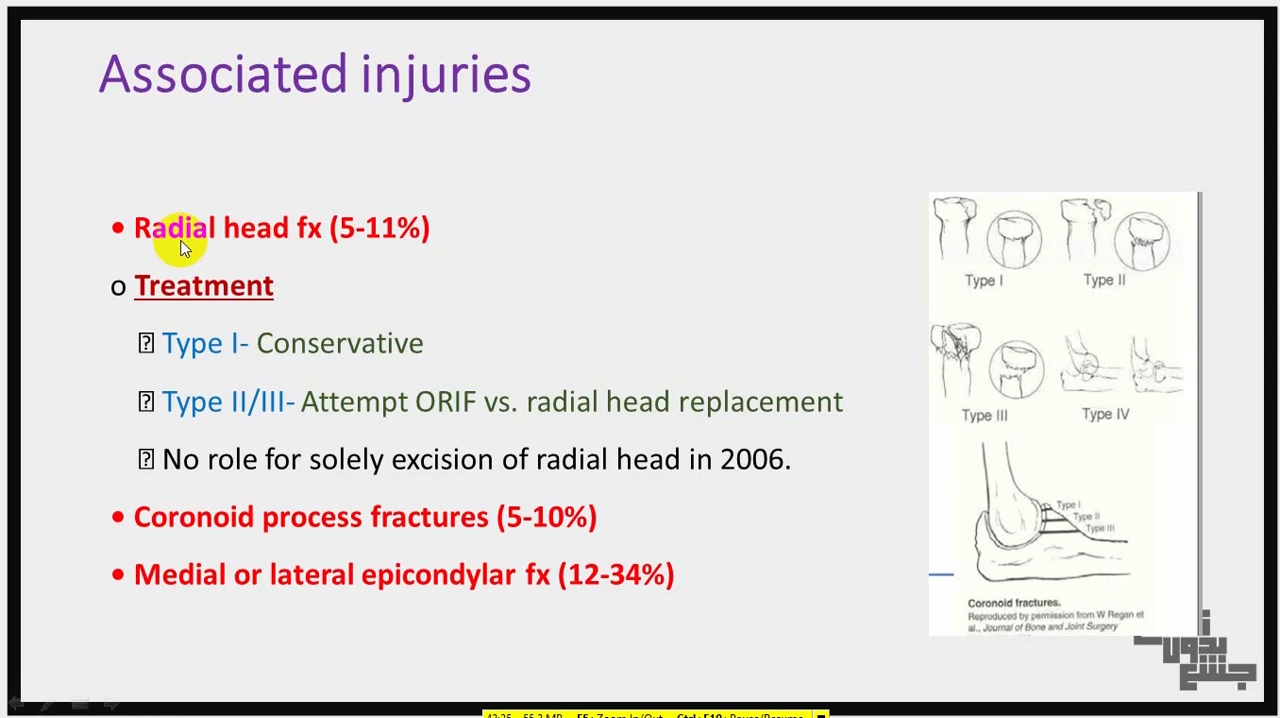 Associated injuries
• Radial head fx (5-11%)
o Treatment
Type I- Conservative
Type II/III- Attempt ORIF vs. radial head replacement
No role for solely excision of radial head in 2006.
• Coronoid process fractures (5-10%)
• Medial or lateral epicondylar fx (12-34%)
Type I
Type II
Type III
Type IV
Type I
Type II
Type III
Coronoid fractures.
Reproduced by permission from W Regan et
al., Journal of Bone and Joint Surgery
بدون